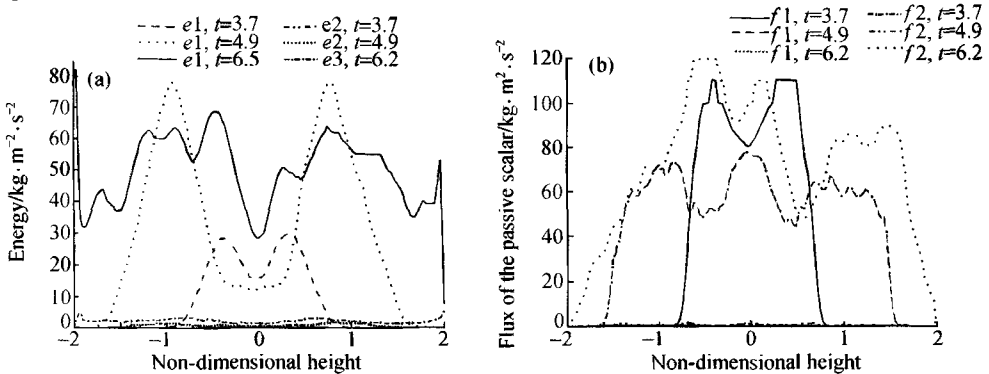 e1, t=3.7 e2, t=3.7
e1, t=4.9 e2, t=4.9
e1, t=6.5 e3, t=6.2
(a)
80
70
60
50
40
30
20
10
0
−2 −1 0 1 2
Energy/kg·m⁻²·s⁻²
Non-dimensional height
f1, t=3.7 f2, t=3.7
f1, t=4.9 f2, t=4.9
f1, t=6.2 f2, t=6.2
(b)
120
100
80
60
40
20
0
−2 −1 0 1 2
Flux of the passive scalar/kg·m²·s⁻²
Non-dimensional height